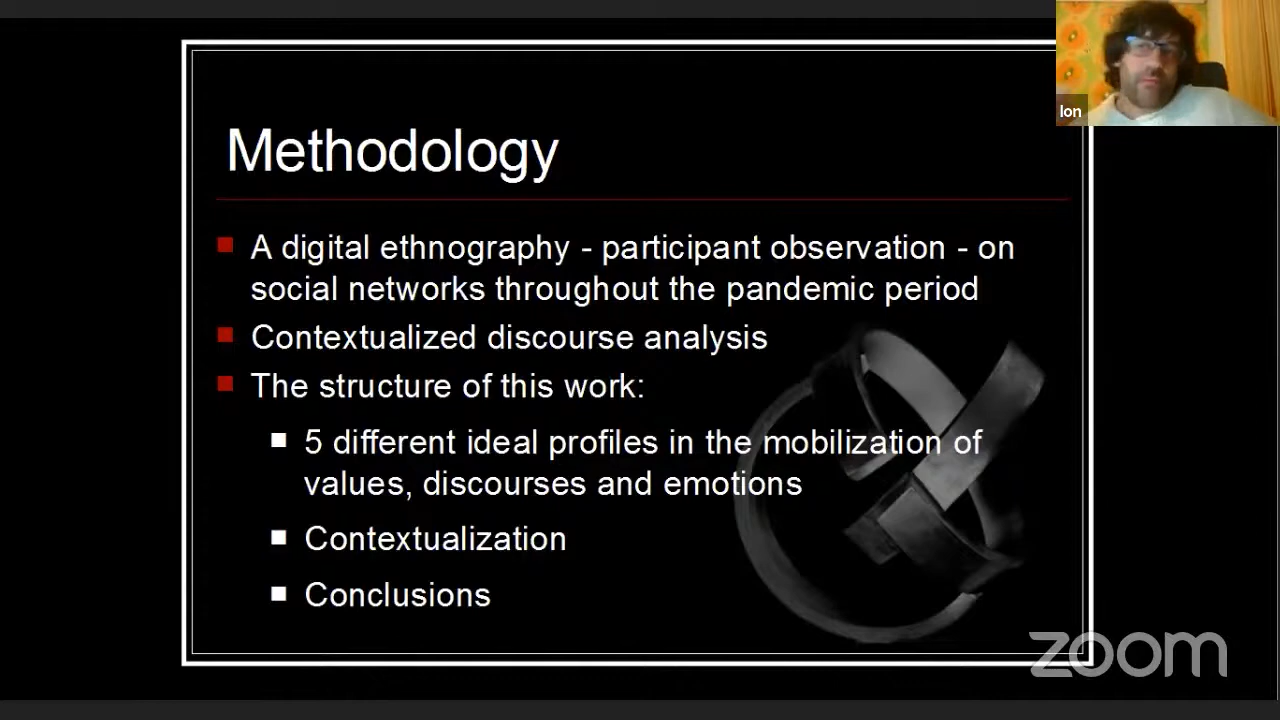 Methodology
A digital ethnography - participant observation - on
social networks throughout the pandemic period
Contextualized discourse analysis
The structure of this work:
5 different ideal profiles in the mobilization of
values, discourses and emotions
Contextualization
Conclusions
Ion
zoom